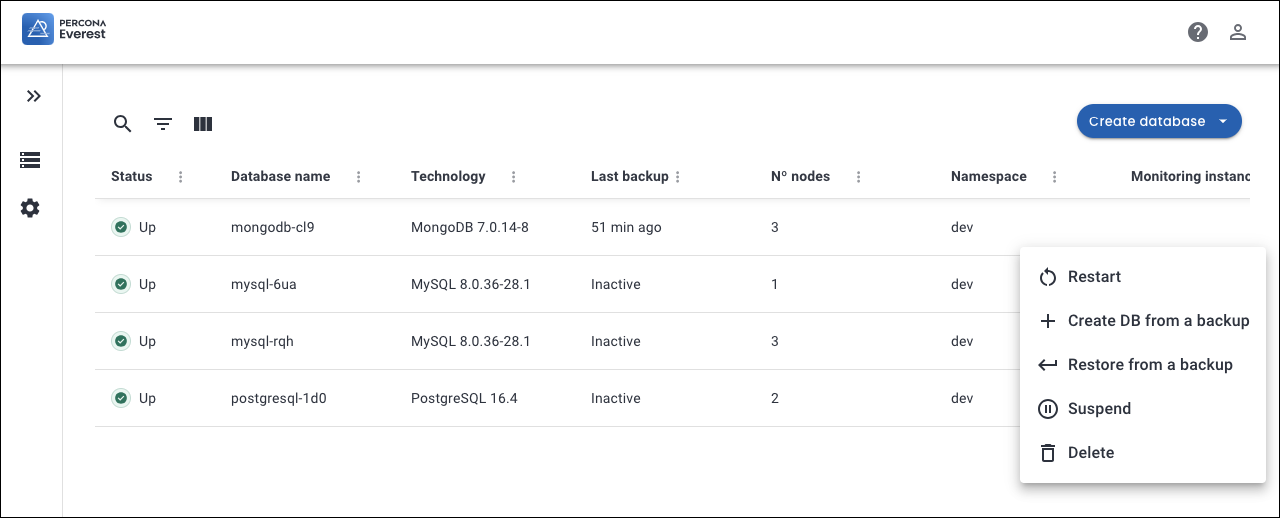 PERCONA
Everest
Create database
Status Database name Technology Last backup Nº nodes Namespace Monitoring instanc
Up mongodb-cl9 MongoDB 7.0.14-8 51 min ago 3 dev
Up mysql-6ua MySQL 8.0.36-28.1 Inactive 1 dev
Up mysql-rqh MySQL 8.0.36-28.1 Inactive 3 dev
Up postgresql-1d0 PostgreSQL 16.4 Inactive 2 dev
Restart
Create DB from a backup
Restore from a backup
Suspend
Delete